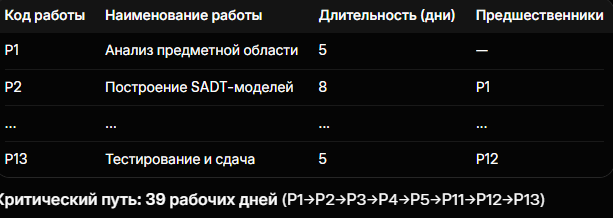 Код работы Наименование работы Длительность (дни) Предшественники
P1 Анализ предметной области 5 —
P2 Построение SADT-моделей 8 P1
... ... ... ...
P13 Тестирование и сдача 5 P12
Критический путь: 39 рабочих дней (P1→P2→P3→P4→P5→P11→P12→P13)